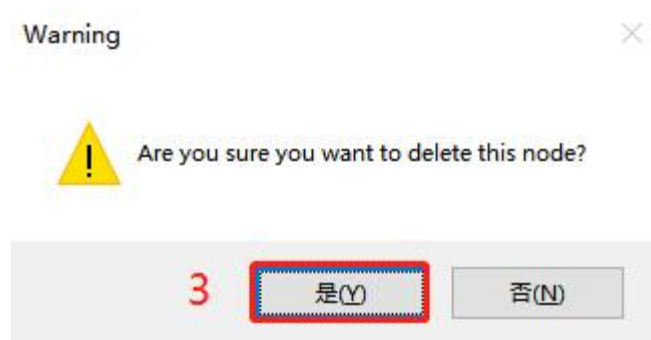 Warning
Are you sure you want to delete this node?
3 是(Y) 否(N)